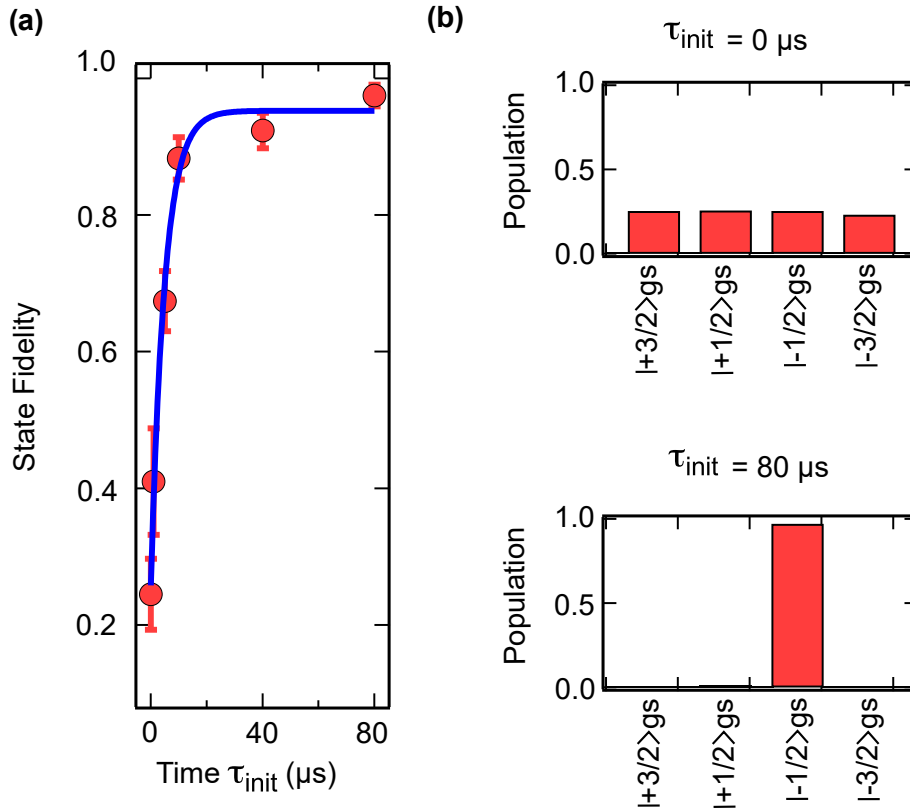 (a)
1.0
0.8
0.6
0.4
0.2
State Fidelity
0
40
80
Time τinit (μs)
(b)
τinit = 0 μs
1.0
0.5
0.0
Population
|+3/2>gs
|+1/2>gs
|-1/2>gs
|-3/2>gs
τinit = 80 μs
1.0
0.5
0.0
Population
|+3/2>gs
|+1/2>gs
|-1/2>gs
|-3/2>gs